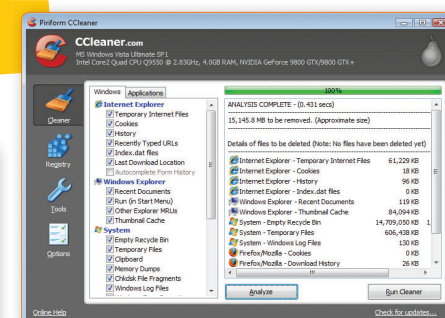 Piriform CCleaner
CCleaner.com
MS Windows Vista Ultimate SP1
Intel Core2 Quad CPU Q9550 @ 2.83GHz, 4.0GB RAM, NVIDIA GeForce 9800 GTX/9800 GTX+
Cleaner
Registry
Tools
Options
Windows Applications
Internet Explorer
Temporary Internet Files
Cookies
History
Recently Typed URLs
Index.dat files
Last Download Location
Autocomplete Form History
Windows Explorer
Recent Documents
Run (in Start Menu)
Other Explorer MRUs
Thumbnail Cache
System
Empty Recycle Bin
Temporary Files
Clipboard
Memory Dumps
Chkdsk File Fragments
Windows Log Files
100%
ANALYSIS COMPLETE - (0.431 secs)
15,145.8 MB to be removed. (Approximate size)
Details of files to be deleted (Note: No files have been deleted yet)
Internet Explorer - Temporary Internet Files 61,229 KB
Internet Explorer - Cookies 18 KB
Internet Explorer - History 96 KB
Internet Explorer - Index.dat files 0 KB
Windows Explorer - Recent Documents 119 KB
Windows Explorer - Thumbnail Cache 84,094 KB
System - Empty Recycle Bin 14,709,050 KB 1
System - Temporary Files 606,438 KB
System - Windows Log Files 130 KB
Firefox/Mozilla - Cookies 0 KB
Firefox/Mozilla - Download History 26 KB
Analyze
Run Cleaner
Online Help
Check for updates...